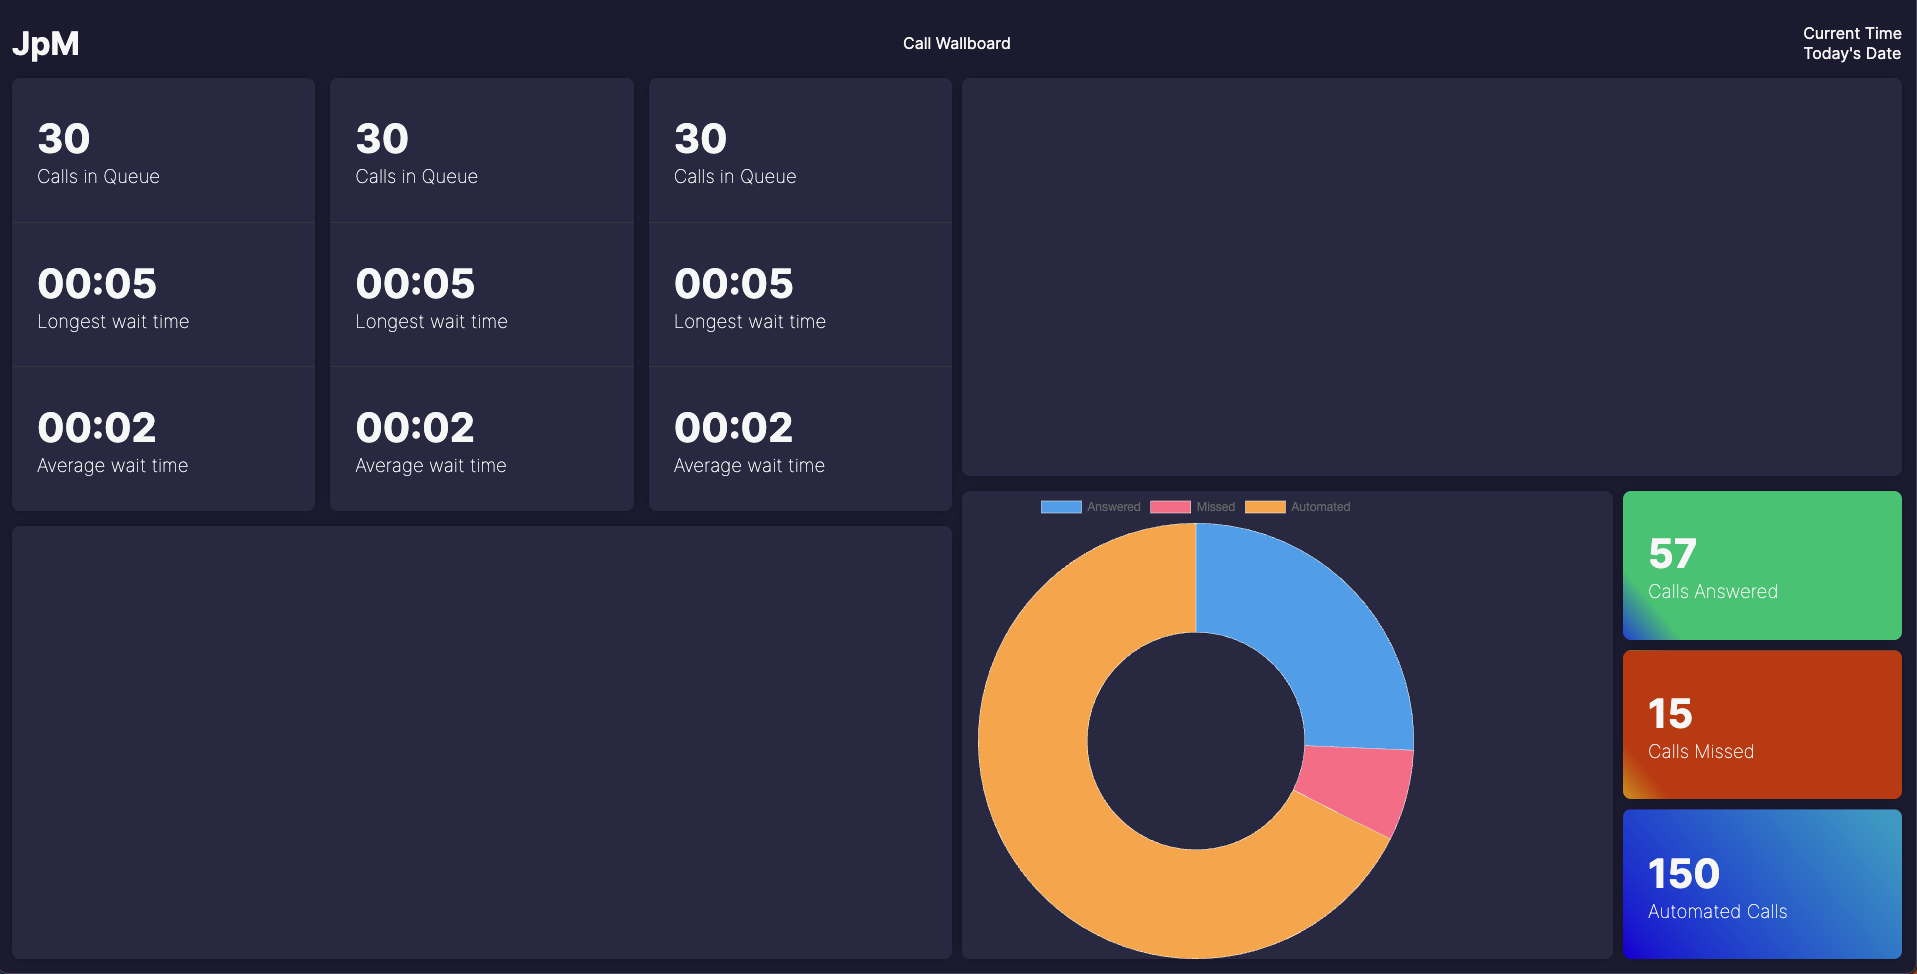 JpM
Call Wallboard
Current Time
Today's Date
30
Calls in Queue
00:05
Longest wait time
00:02
Average wait time
30
Calls in Queue
00:05
Longest wait time
00:02
Average wait time
30
Calls in Queue
00:05
Longest wait time
00:02
Average wait time
Answered Missed Automated
57
Calls Answered
15
Calls Missed
150
Automated Calls